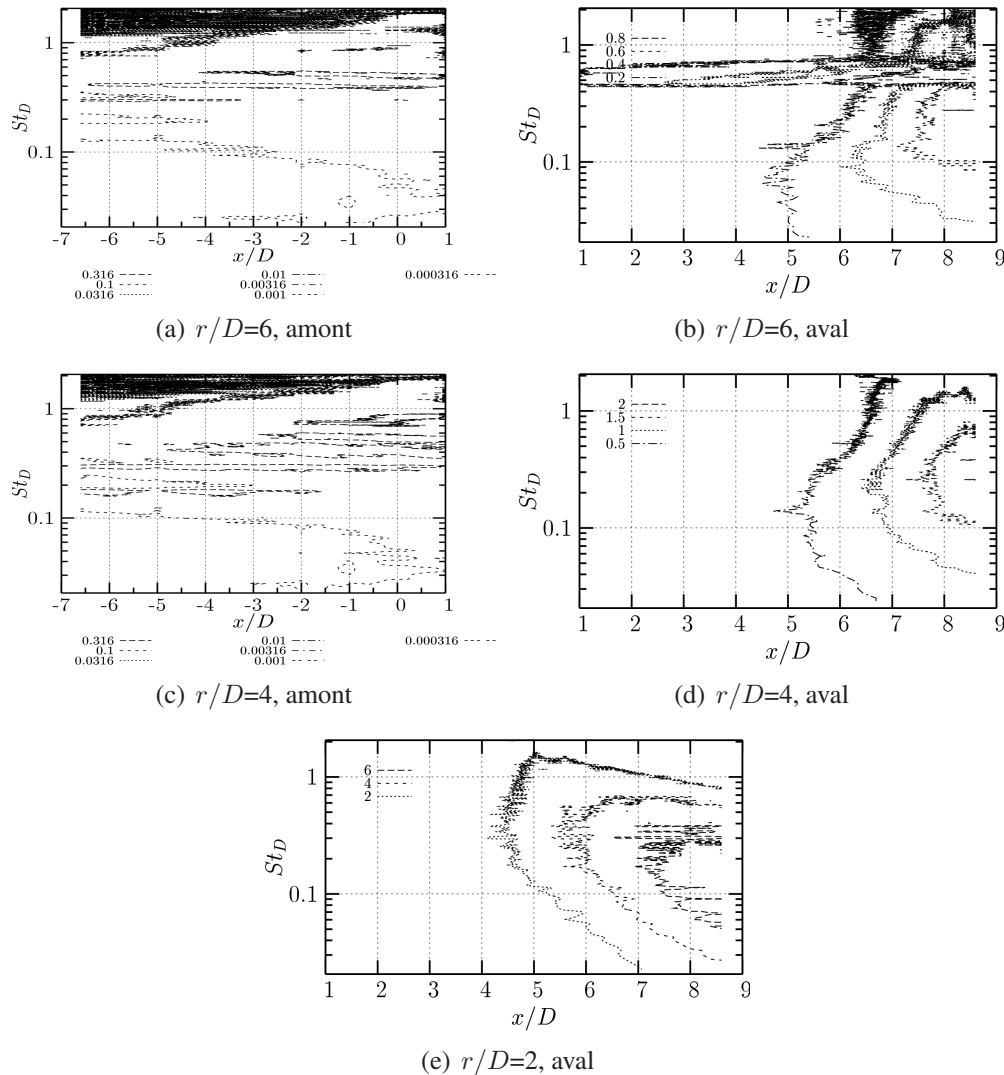 1
0.1
St_D
-7 -6 -5 -4 -3 -2 -1 0 1
x/D
0.316 0.01 0.000316
0.1 0.00316
0.0316 0.001
(a) r/D=6, amont
0.8
0.6
0.4
0.2
1
0.1
St_D
1 2 3 4 5 6 7 8 9
x/D
(b) r/D=6, aval
1
0.1
St_D
-7 -6 -5 -4 -3 -2 -1 0 1
x/D
0.316 0.01 0.000316
0.1 0.00316
0.0316 0.001
(c) r/D=4, amont
2
1.5
1
0.5
1
0.1
St_D
1 2 3 4 5 6 7 8 9
x/D
(d) r/D=4, aval
6
4
2
1
0.1
St_D
1 2 3 4 5 6 7 8 9
x/D
(e) r/D=2, aval